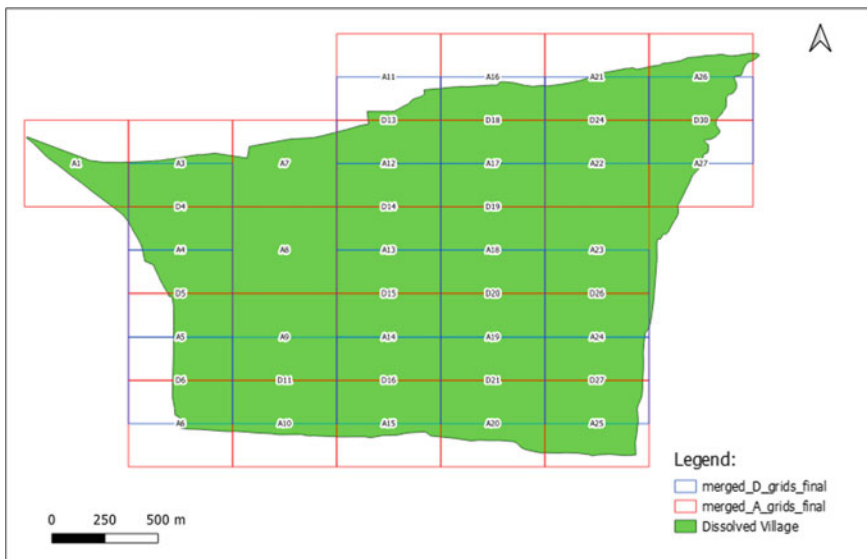 A11 A16 A21 A26
D13 D18 D24 D30
A1 A3 A7 A12 A17 A22 A27
D4 D14 D19
A4 A8 A13 A18 A23
D5 D15 D20 D26
A5 A9 A14 A19 A24
D6 D11 D16 D21 D27
A6 A10 A15 A20 A25
Legend:
merged_D_grids_final
merged_A_grids_final
Dissolved Village
0 250 500 m